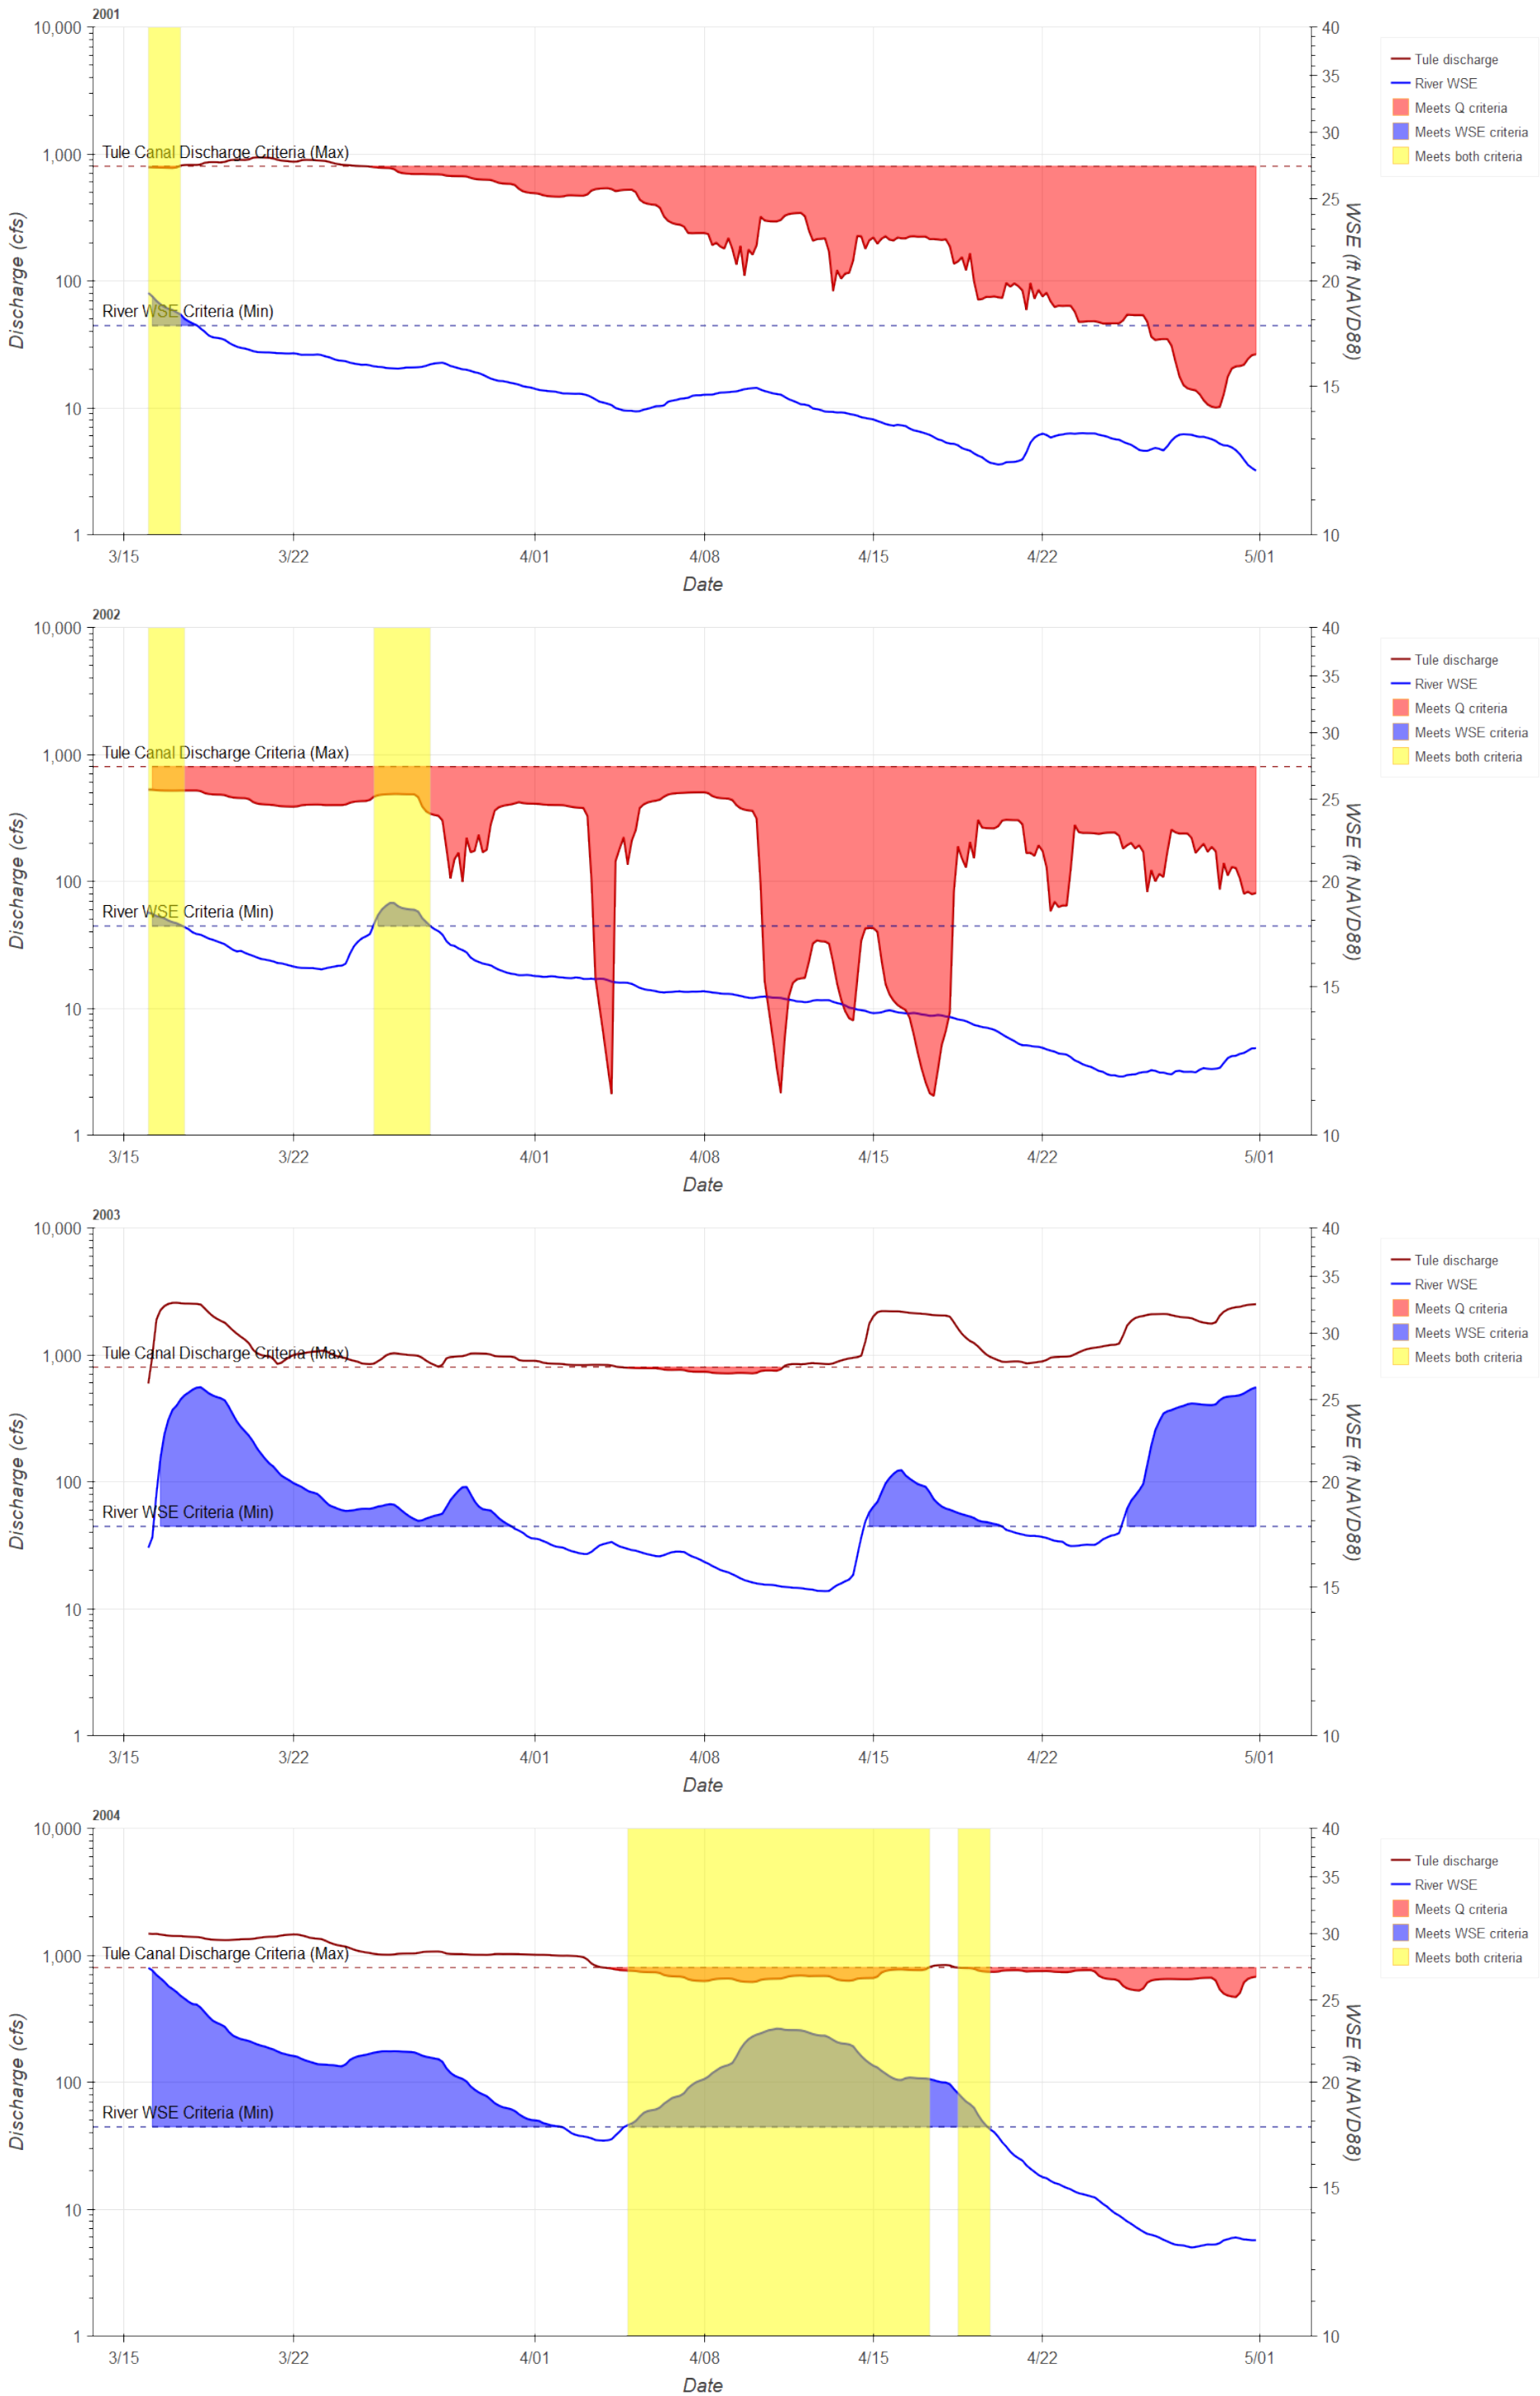 2001
10,000
1,000
100
10
1
Discharge (cfs)
Tule Canal Discharge Criteria (Max)
River WSE Criteria (Min)
40
35
30
25
20
15
10
WSE (ft NAVD88)
3/15
3/22
4/01
4/08
4/15
4/22
5/01
Date
Tule discharge
River WSE
Meets Q criteria
Meets WSE criteria
Meets both criteria
2002
10,000
1,000
100
10
1
Discharge (cfs)
Tule Canal Discharge Criteria (Max)
River WSE Criteria (Min)
40
35
30
25
20
15
10
WSE (ft NAVD88)
3/15
3/22
4/01
4/08
4/15
4/22
5/01
Date
Tule discharge
River WSE
Meets Q criteria
Meets WSE criteria
Meets both criteria
2003
10,000
1,000
100
10
1
Discharge (cfs)
Tule Canal Discharge Criteria (Max)
River WSE Criteria (Min)
40
35
30
25
20
15
10
WSE (ft NAVD88)
3/15
3/22
4/01
4/08
4/15
4/22
5/01
Date
Tule discharge
River WSE
Meets Q criteria
Meets WSE criteria
Meets both criteria
2004
10,000
1,000
100
10
1
Discharge (cfs)
Tule Canal Discharge Criteria (Max)
River WSE Criteria (Min)
40
35
30
25
20
15
10
WSE (ft NAVD88)
3/15
3/22
4/01
4/08
4/15
4/22
5/01
Date
Tule discharge
River WSE
Meets Q criteria
Meets WSE criteria
Meets both criteria